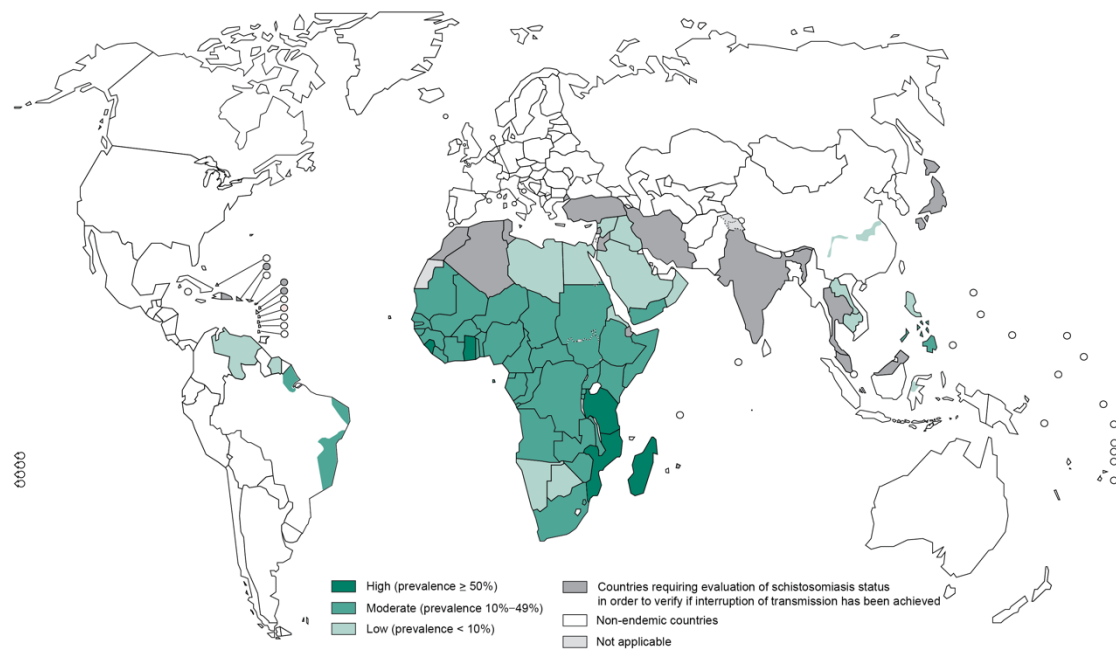 High (prevalence ≥ 50%)
Moderate (prevalence 10%–49%)
Low (prevalence < 10%)
Countries requiring evaluation of schistosomiasis status
in order to verify if interruption of transmission has been achieved
Non-endemic countries
Not applicable